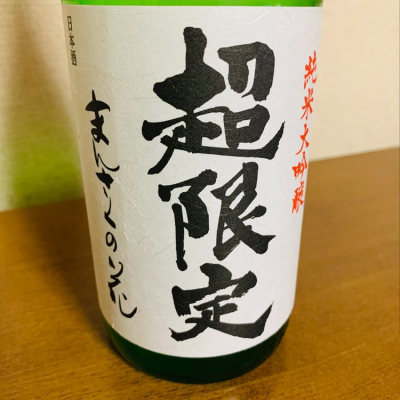 純米大吟醸
超限定
まんさくの花
日本酒